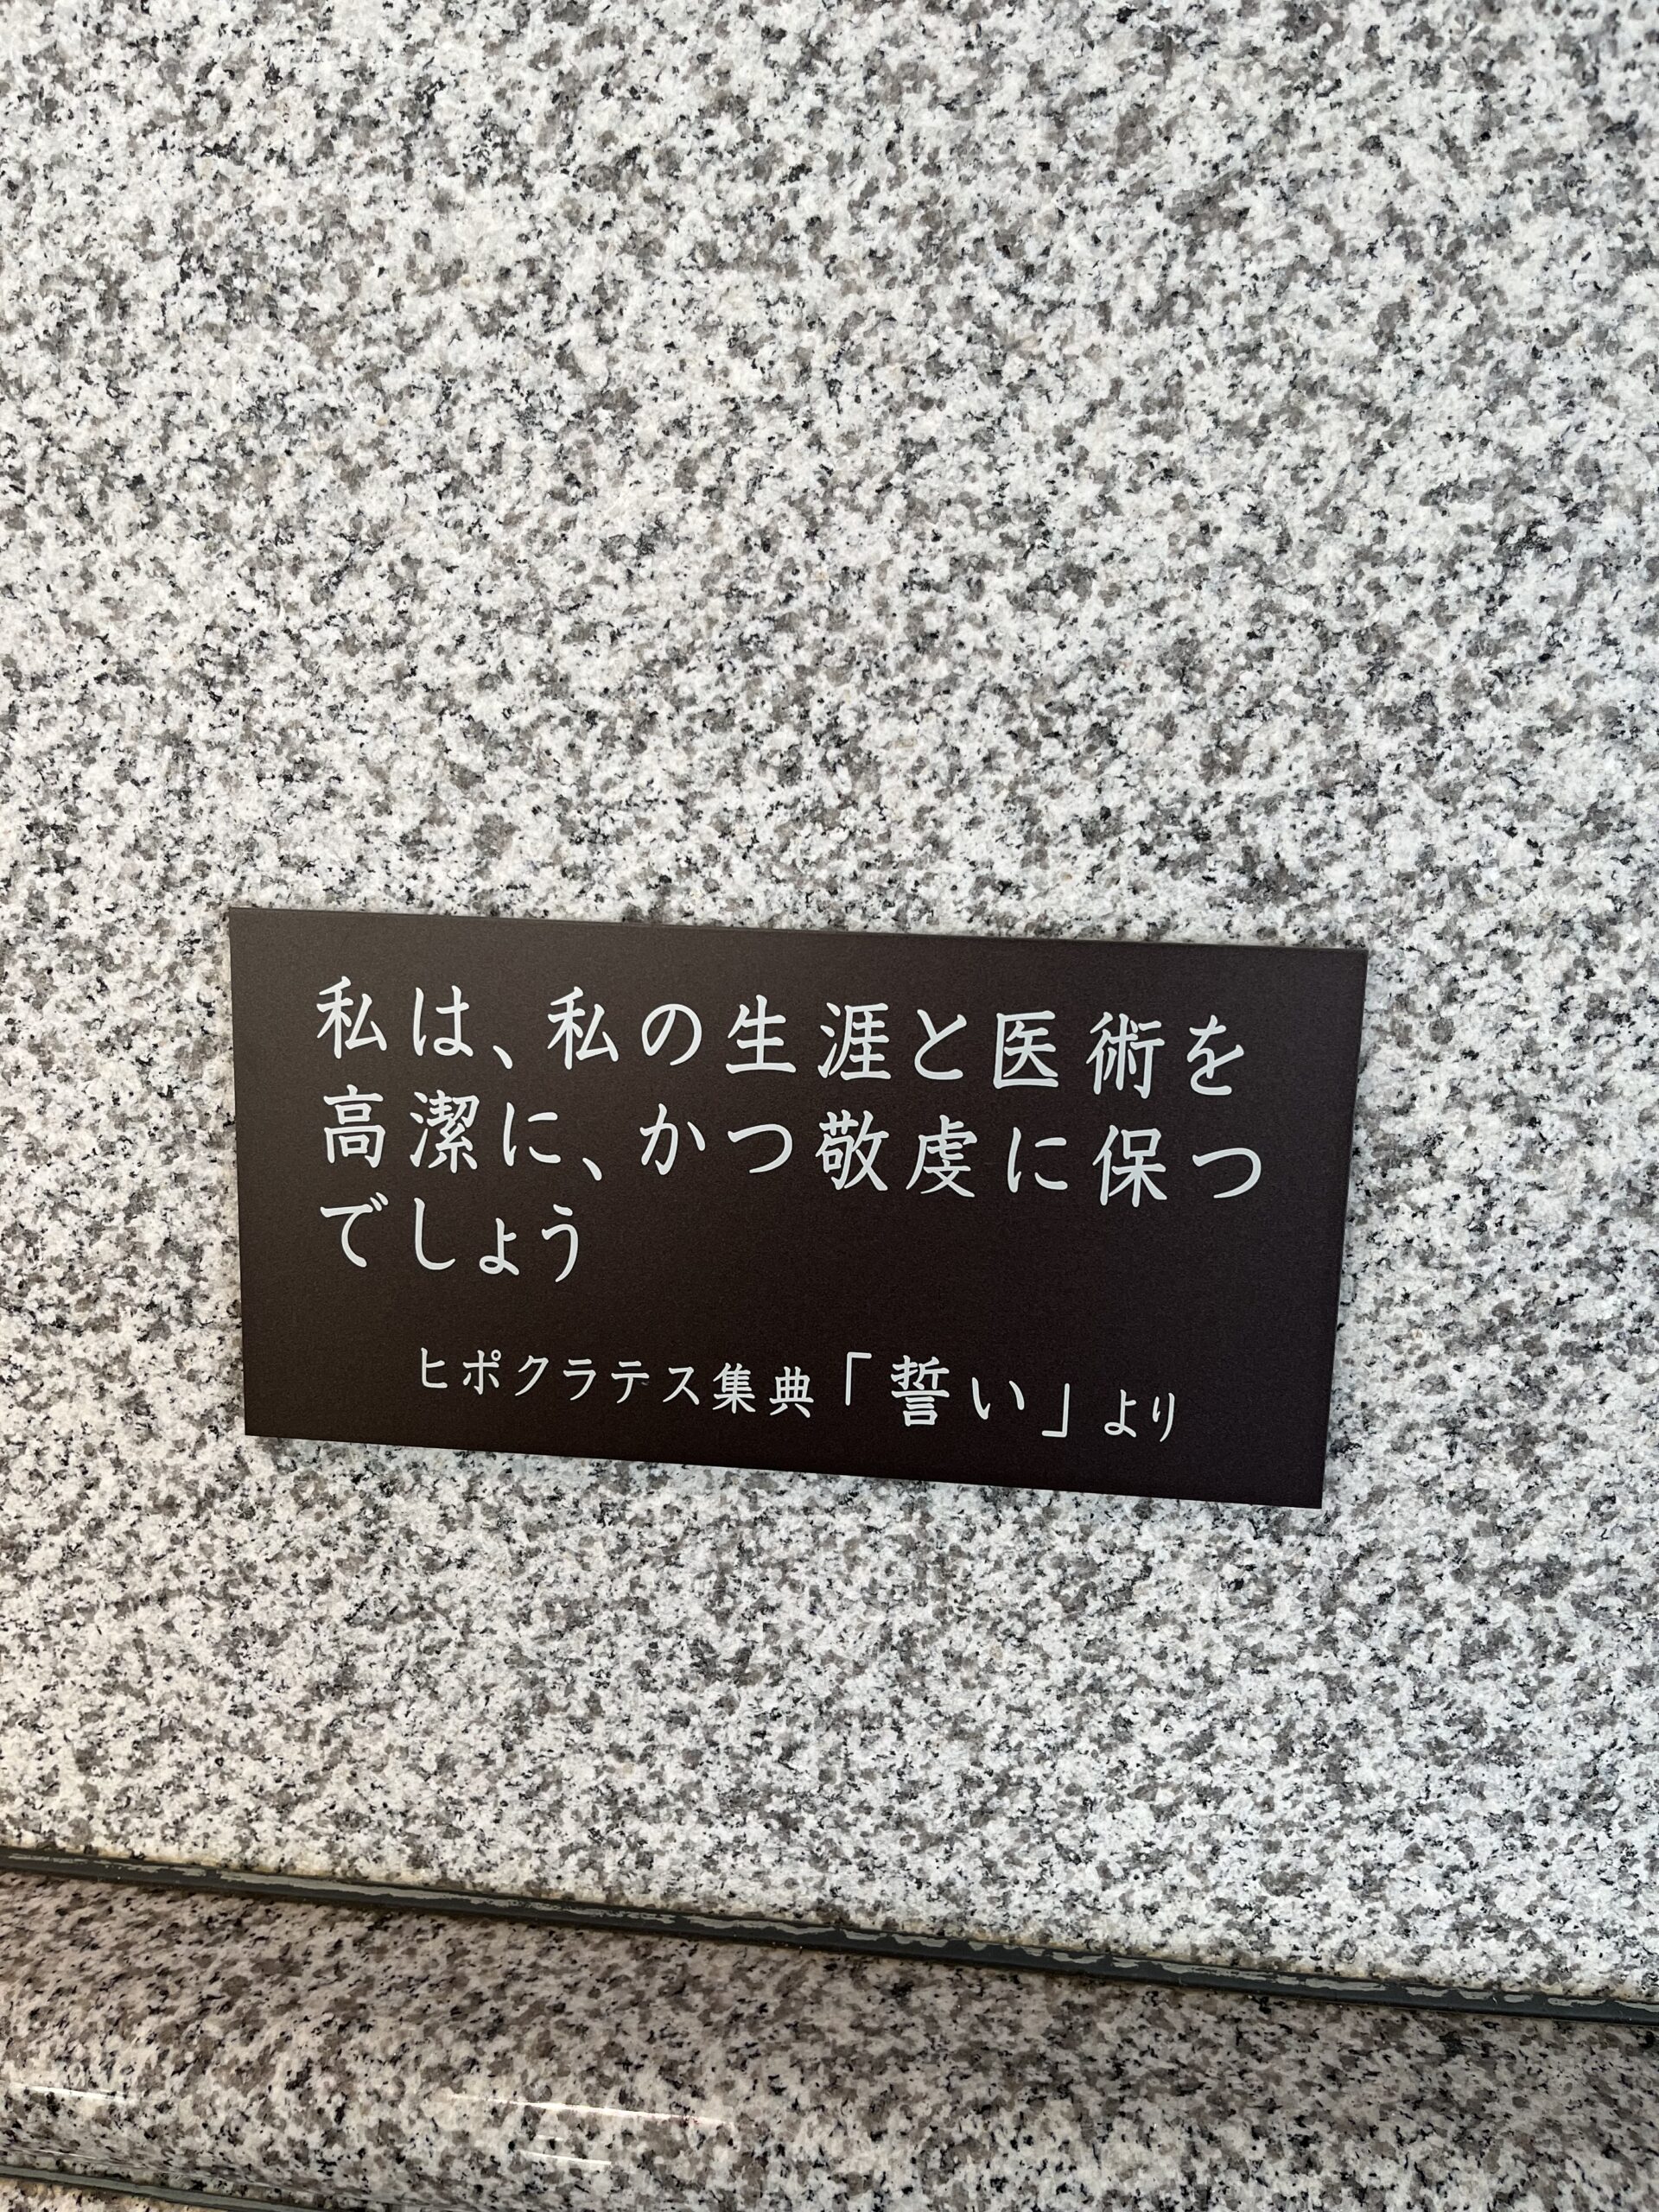 私は、私の生涯と医術を
高潔に、かつ敬虔に保つ
でしょう
ヒポクラテス集典「誓い」より